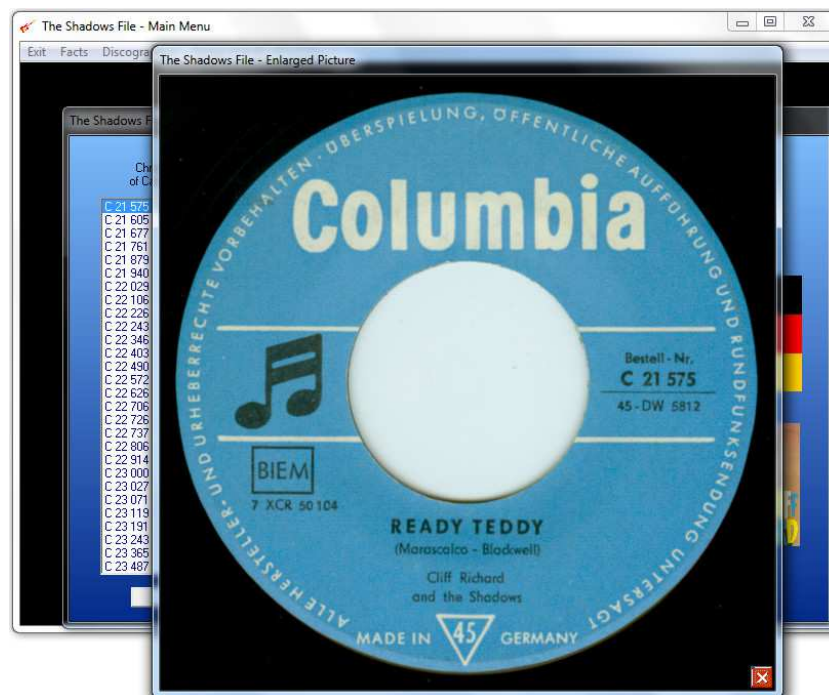 The Shadows File - Main Menu
Exit Facts
The Shadows File - Enlarged Picture
The Shadows
C 21 575
C 21 605
C 21 677
C 21 761
C 21 879
C 21 940
C 22 029
C 22 106
C 22 226
C 22 243
C 22 346
C 22 403
C 22 490
C 22 572
C 22 626
C 22 706
C 22 726
C 22 737
C 22 806
C 22 914
C 23 000
C 23 027
C 23 071
C 23 119
C 23 191
C 23 243
C 23 365
C 23 487
ALLE HERSTELLER- UND URHEBERRECHTE VORBEHALTEN · ÜBERSPIELUNG, ÖFFENTLICHE AUFFÜHRUNG UND RUNDFUNKSENDUNG UNTERSAGT
Columbia
Bestell-Nr.
C 21 575
45-DW 5812
BIEM
7 XCR 50 104
READY TEDDY
(Marascalco - Blackwell)
Cliff Richard
and the Shadows
MADE IN 45 GERMANY